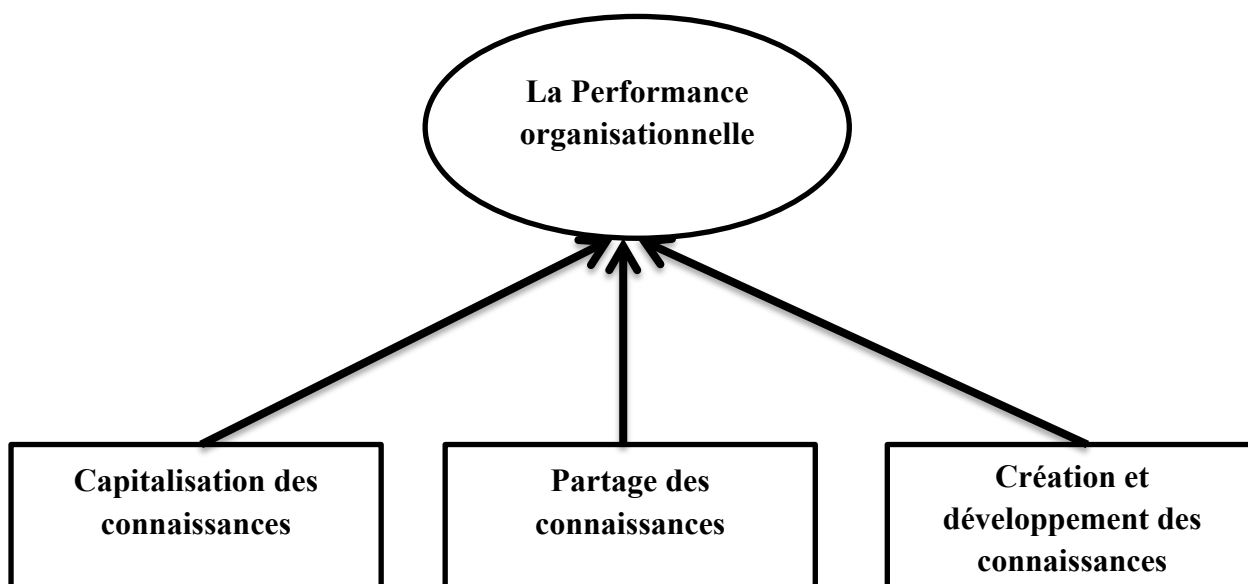 La Performance
organisationnelle
Capitalisation des
connaissances
Partage des
connaissances
Création et
développement des
connaissances